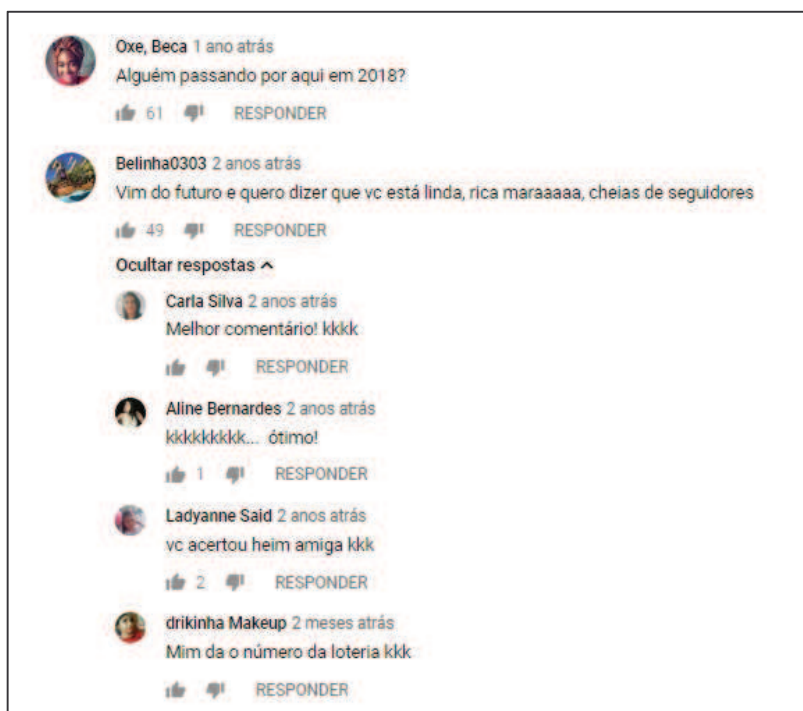 Oxe, Beca 1 ano atrás
Alguém passando por aqui em 2018?
61 RESPONDER
Belinha0303 2 anos atrás
Vim do futuro e quero dizer que vc está linda, rica maraaaaa, cheias de seguidores
49 RESPONDER
Ocultar respostas
Carla Silva 2 anos atrás
Melhor comentário! kkkk
RESPONDER
Aline Bernardes 2 anos atrás
kkkkkkkkk... ótimo!
1 RESPONDER
Ladyanne Said 2 anos atrás
vc acertou heim amiga kkk
2 RESPONDER
drikinha Makeup 2 meses atrás
Mim da o número da loteria kkk
RESPONDER